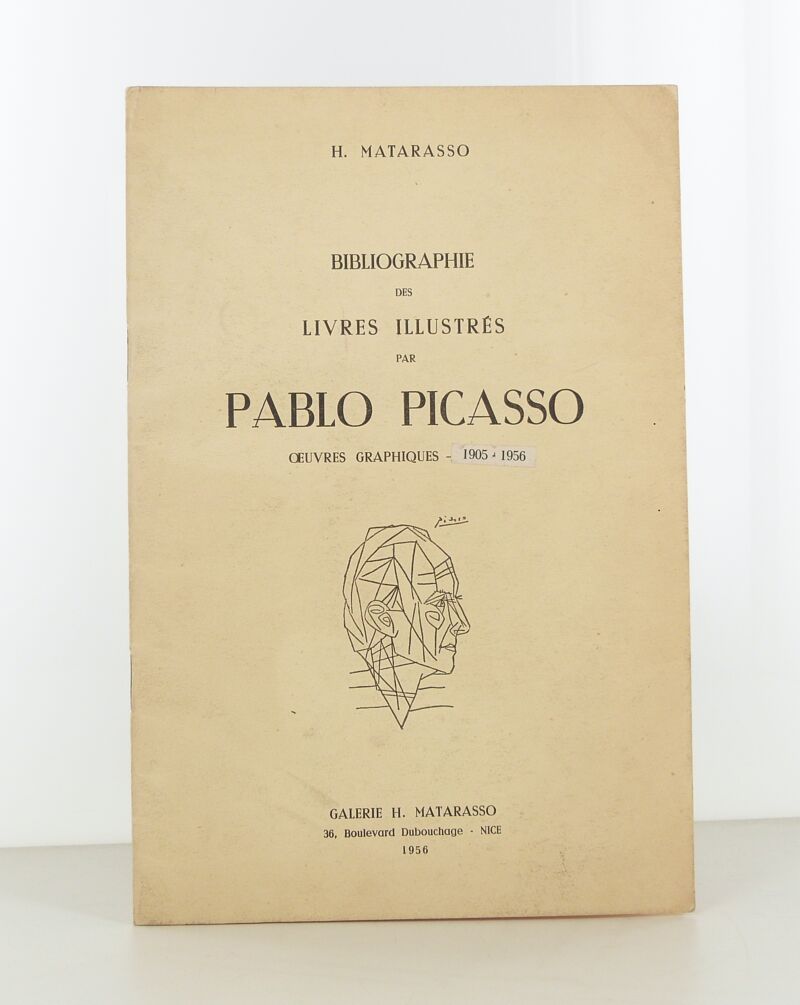 H. MATARASSO
BIBLIOGRAPHIE
DES
LIVRES ILLUSTRÉS
PAR
PABLO PICASSO
ŒUVRES GRAPHIQUES - 1905 - 1956
Picasso
GALERIE H. MATARASSO
36, Boulevard Dubouchage - NICE
1956